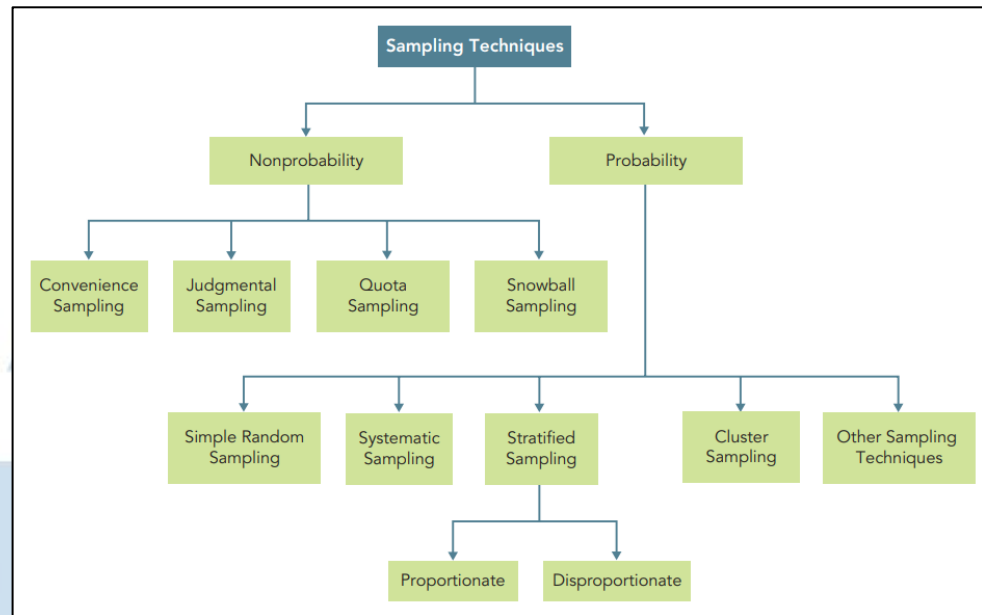 Sampling Techniques
Nonprobability
Probability
Convenience
Sampling
Judgmental
Sampling
Quota
Sampling
Snowball
Sampling
Simple Random
Sampling
Systematic
Sampling
Stratified
Sampling
Cluster
Sampling
Other Sampling
Techniques
Proportionate
Disproportionate